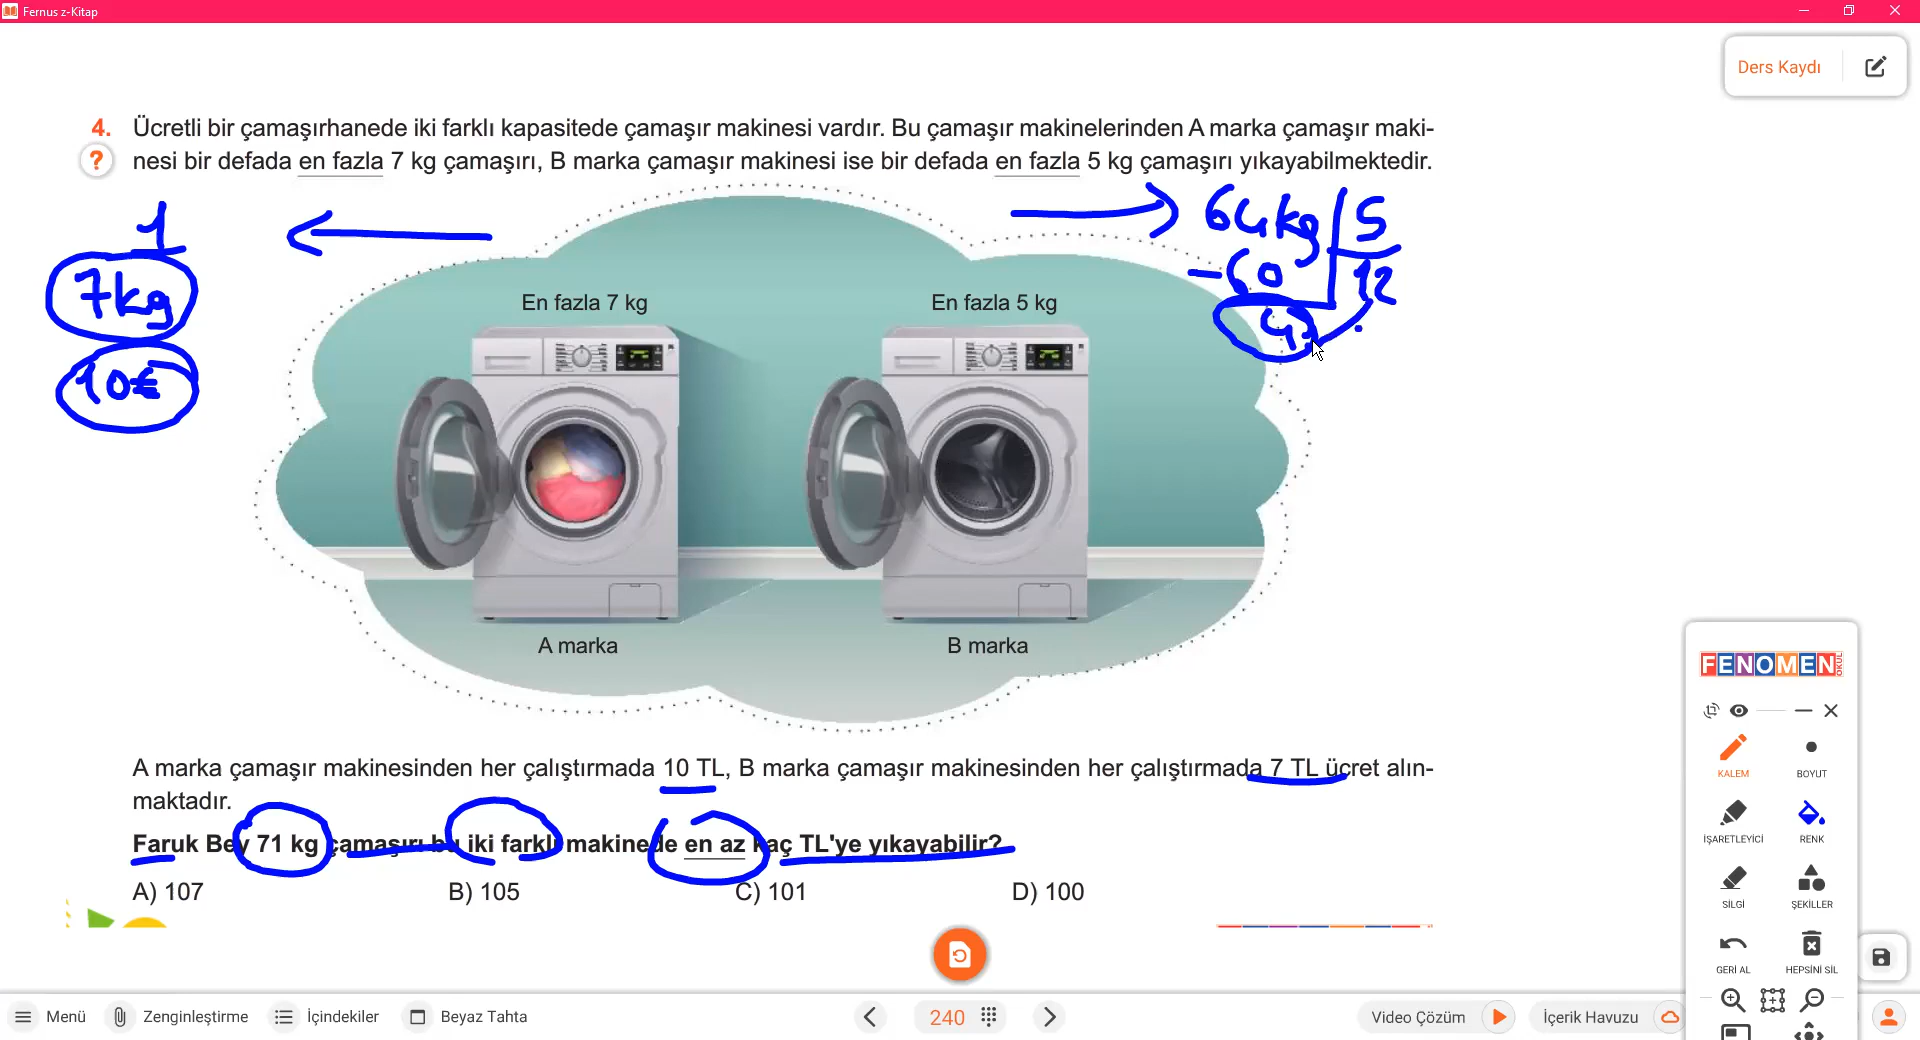 Fernus z-Kitap
Ders Kaydı
4. Ücretli bir çamaşırhanede iki farklı kapasitede çamaşır makinesi vardır. Bu çamaşır makinelerinden A marka çamaşır maki-
? nesi bir defada en fazla 7 kg çamaşırı, B marka çamaşır makinesi ise bir defada en fazla 5 kg çamaşırı yıkayabilmektedir.
1
7kg
10₺
64kg 5
-60 12
4
En fazla 7 kg
En fazla 5 kg
A marka
B marka
A marka çamaşır makinesinden her çalıştırmada 10 TL, B marka çamaşır makinesinden her çalıştırmada 7 TL ücret alın-
maktadır.
Faruk Bey 71 kg çamaşırı bu iki farklı makinede en az kaç TL'ye yıkayabilir?
A) 107 B) 105 C) 101 D) 100
FENOMEN OKUL
KALEM BOYUT
İŞARETLEYİCİ RENK
SİLGİ ŞEKİLLER
GERİ AL HEPSİNİ SİL
Menü Zenginleştirme İçindekiler Beyaz Tahta 240 Video Çözüm İçerik Havuzu